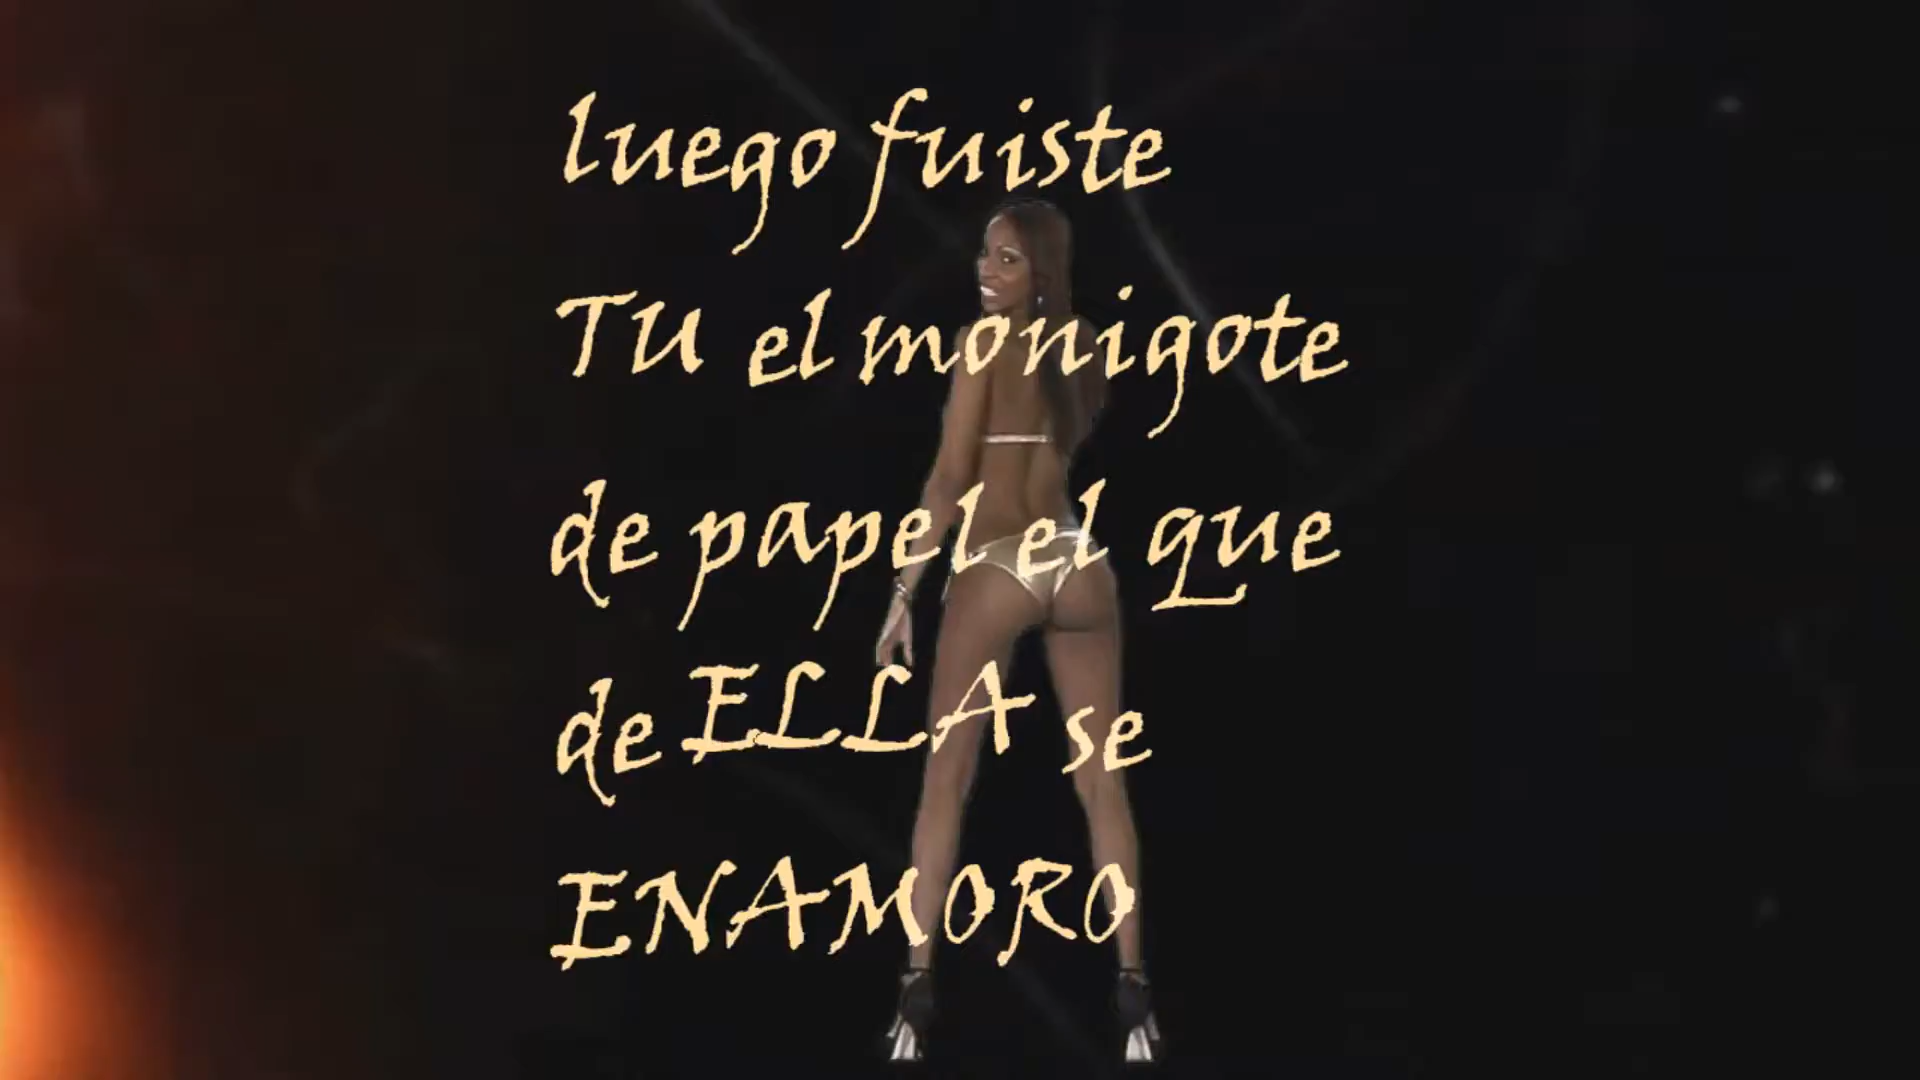 luego fuiste
TU el monigote
de papel el que
de ELLA se
ENAMORO